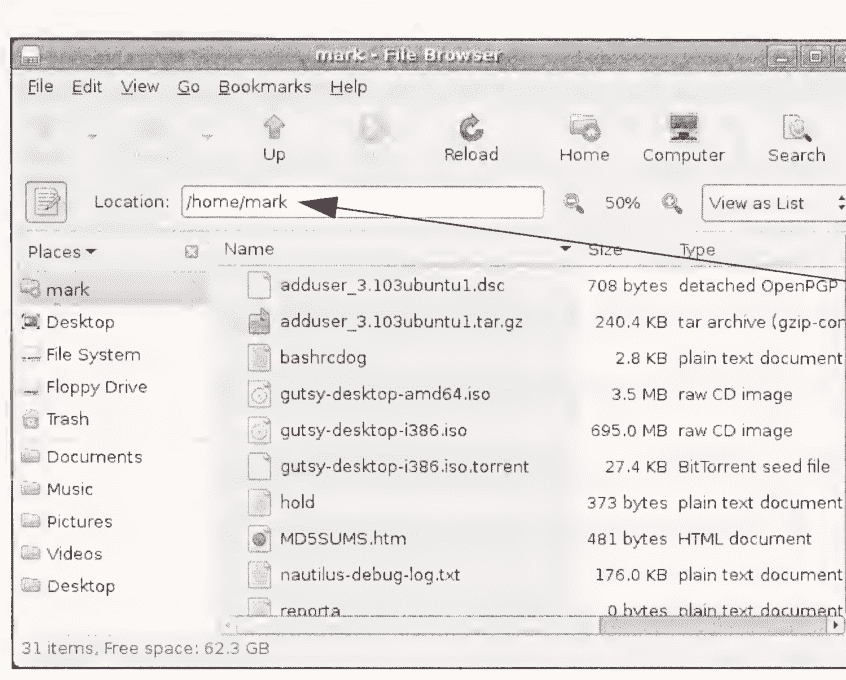 mark - File Browser
File Edit View Go Bookmarks Help
Up Reload Home Computer Search
Location: /home/mark 50% View as List
Places Name Size Type
mark
Desktop
File System
Floppy Drive
Trash
Documents
Music
Pictures
Videos
Desktop
adduser_3.103ubuntu1.dsc 708 bytes detached OpenPGP
adduser_3.103ubuntu1.tar.gz 240.4 KB tar archive (gzip-con
bashrcdog 2.8 KB plain text document
gutsy-desktop-amd64.iso 3.5 MB raw CD image
gutsy-desktop-i386.iso 695.0 MB raw CD image
gutsy-desktop-i386.iso.torrent 27.4 KB BitTorrent seed file
hold 373 bytes plain text document
MD5SUMS.htm 481 bytes HTML document
nautilus-debug-log.txt 176.0 KB plain text document
reporta 0 bytes plain text document
31 items, Free space: 62.3 GB